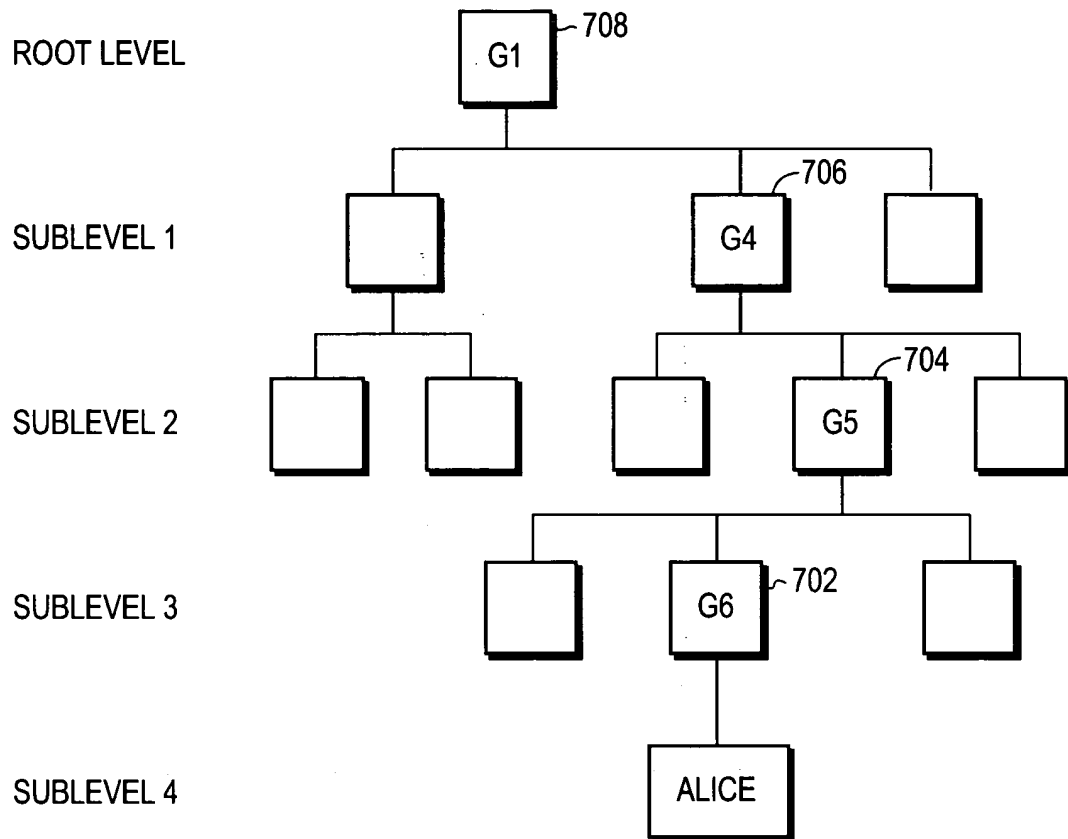 ROOT LEVEL
G1
708
SUBLEVEL 1
G4
706
SUBLEVEL 2
G5
704
SUBLEVEL 3
G6
702
SUBLEVEL 4
ALICE